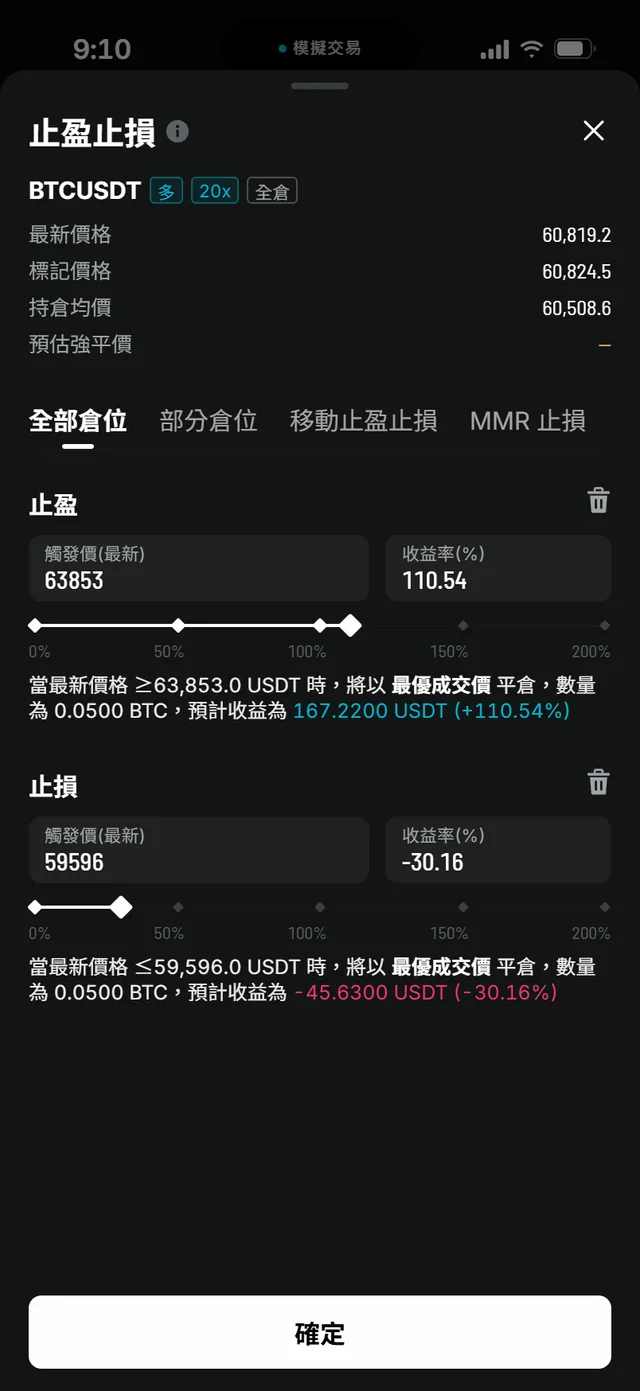 9:10
模擬交易
止盈止損
BTCUSDT 多 20x 全倉
最新價格 60,819.2
標記價格 60,824.5
持倉均價 60,508.6
預估強平價 –
全部倉位 部分倉位 移動止盈止損 MMR 止損
止盈
觸發價(最新) 收益率(%)
63853 110.54
0% 50% 100% 150% 200%
當最新價格 ≥63,853.0 USDT 時，將以 最優成交價 平倉，數量
為 0.0500 BTC，預計收益為 167.2200 USDT (+110.54%)
止損
觸發價(最新) 收益率(%)
59596 -30.16
0% 50% 100% 150% 200%
當最新價格 ≤59,596.0 USDT 時，將以 最優成交價 平倉，數量
為 0.0500 BTC，預計收益為 -45.6300 USDT (-30.16%)
確定